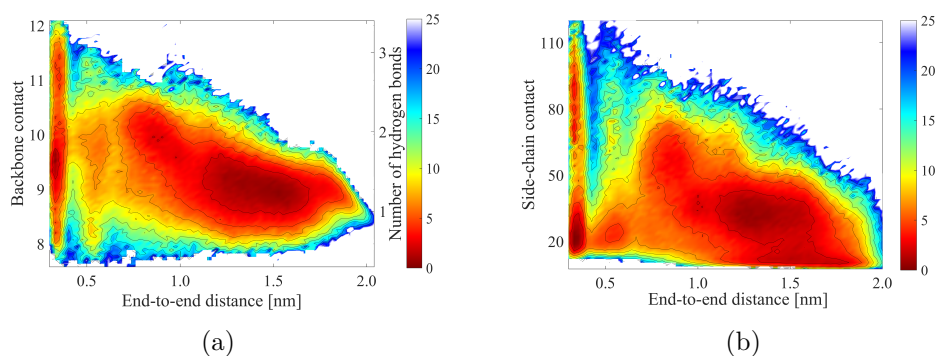 12
11
10
9
8
Backbone contact
0.5 1.0 1.5 2.0
End-to-end distance [nm]
3
2
1
Number of hydrogen bonds
25
20
15
10
5
0
(a)
110
80
50
20
Side-chain contact
0.5 1.0 1.5 2.0
End-to-end distance [nm]
25
20
15
10
5
0
(b)